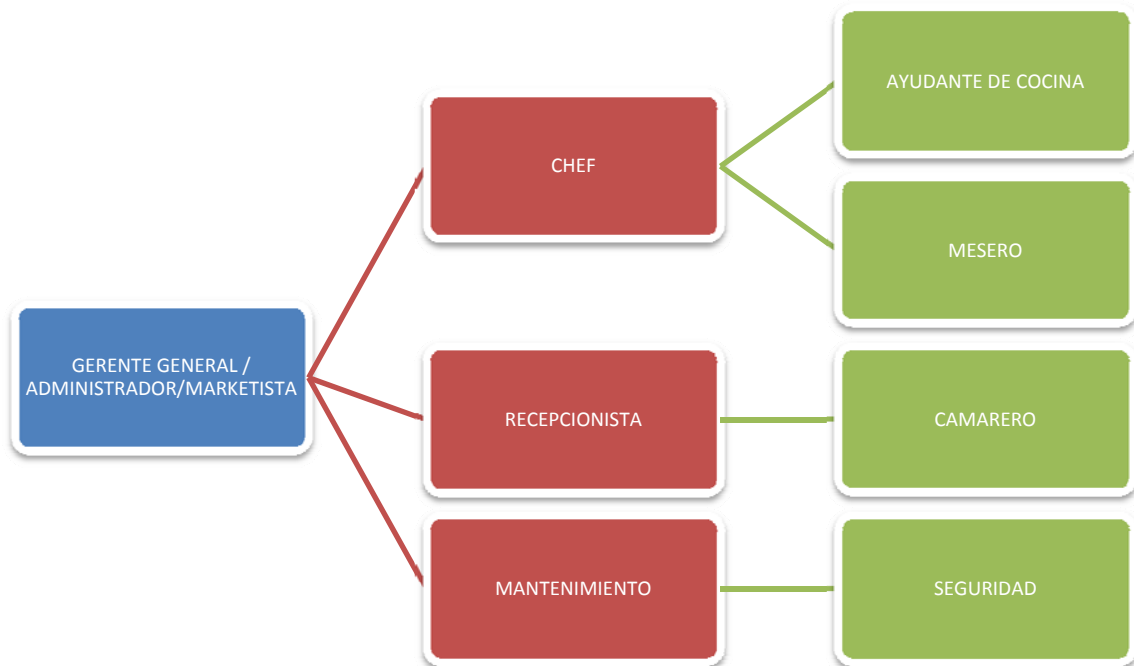 AYUDANTE DE COCINA
CHEF
MESERO
GERENTE GENERAL /
ADMINISTRADOR/MARKETISTA
RECEPCIONISTA
CAMARERO
MANTENIMIENTO
SEGURIDAD